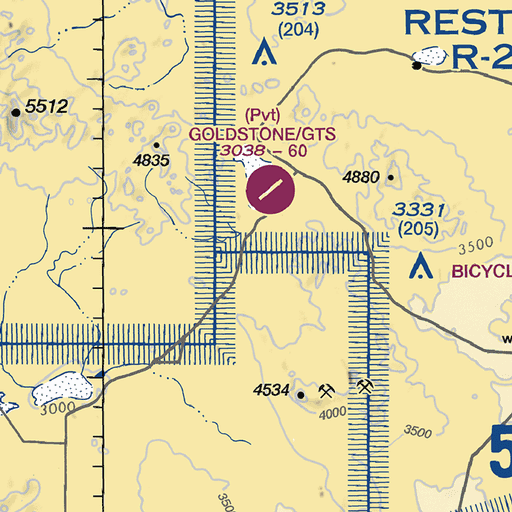 3513
(204)
REST
R-2
5512
(Pvt)
GOLDSTONE/GTS
3038 – 60
4835
4880
3331
(205)
3500
BICYCL
4534
4000
3000
3500
5